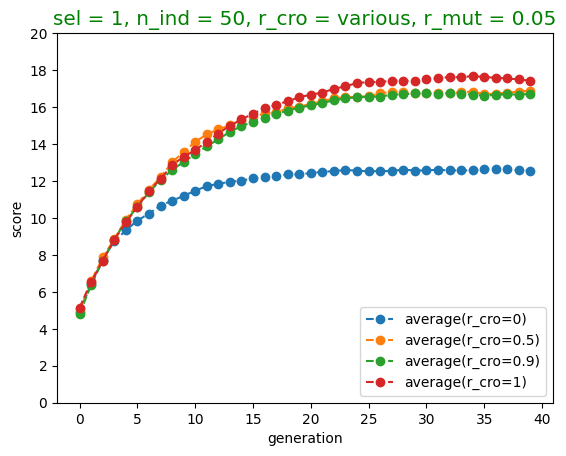 sel = 1, n_ind = 50, r_cro = various, r_mut = 0.05
20
18
16
14
12
10
8
6
4
2
0
score
0 5 10 15 20 25 30 35 40
generation
average(r_cro=0)
average(r_cro=0.5)
average(r_cro=0.9)
average(r_cro=1)